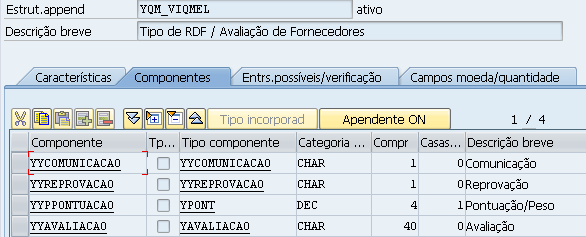 Estrut.append YQM_VIQMEL ativo
Descrição breve Tipo de RDF / Avaliação de Fornecedores
Características Componentes Entrs.possíveis/verificação Campos moeda/quantidade
Tipo incorporad Apendente ON 1 / 4
Componente Tp... Tipo componente Categoria ... Compr Casas... Descrição breve
YYCOMUNICACAO YYCOMUNICACAO CHAR 1 0 Comunicação
YYREPROVACAO YYREPROVACAO CHAR 1 0 Reprovação
YYPPONTUACAO YPONT DEC 4 1 Pontuação/Peso
YYAVALIACAO YAVALIACAO CHAR 40 0 Avaliação